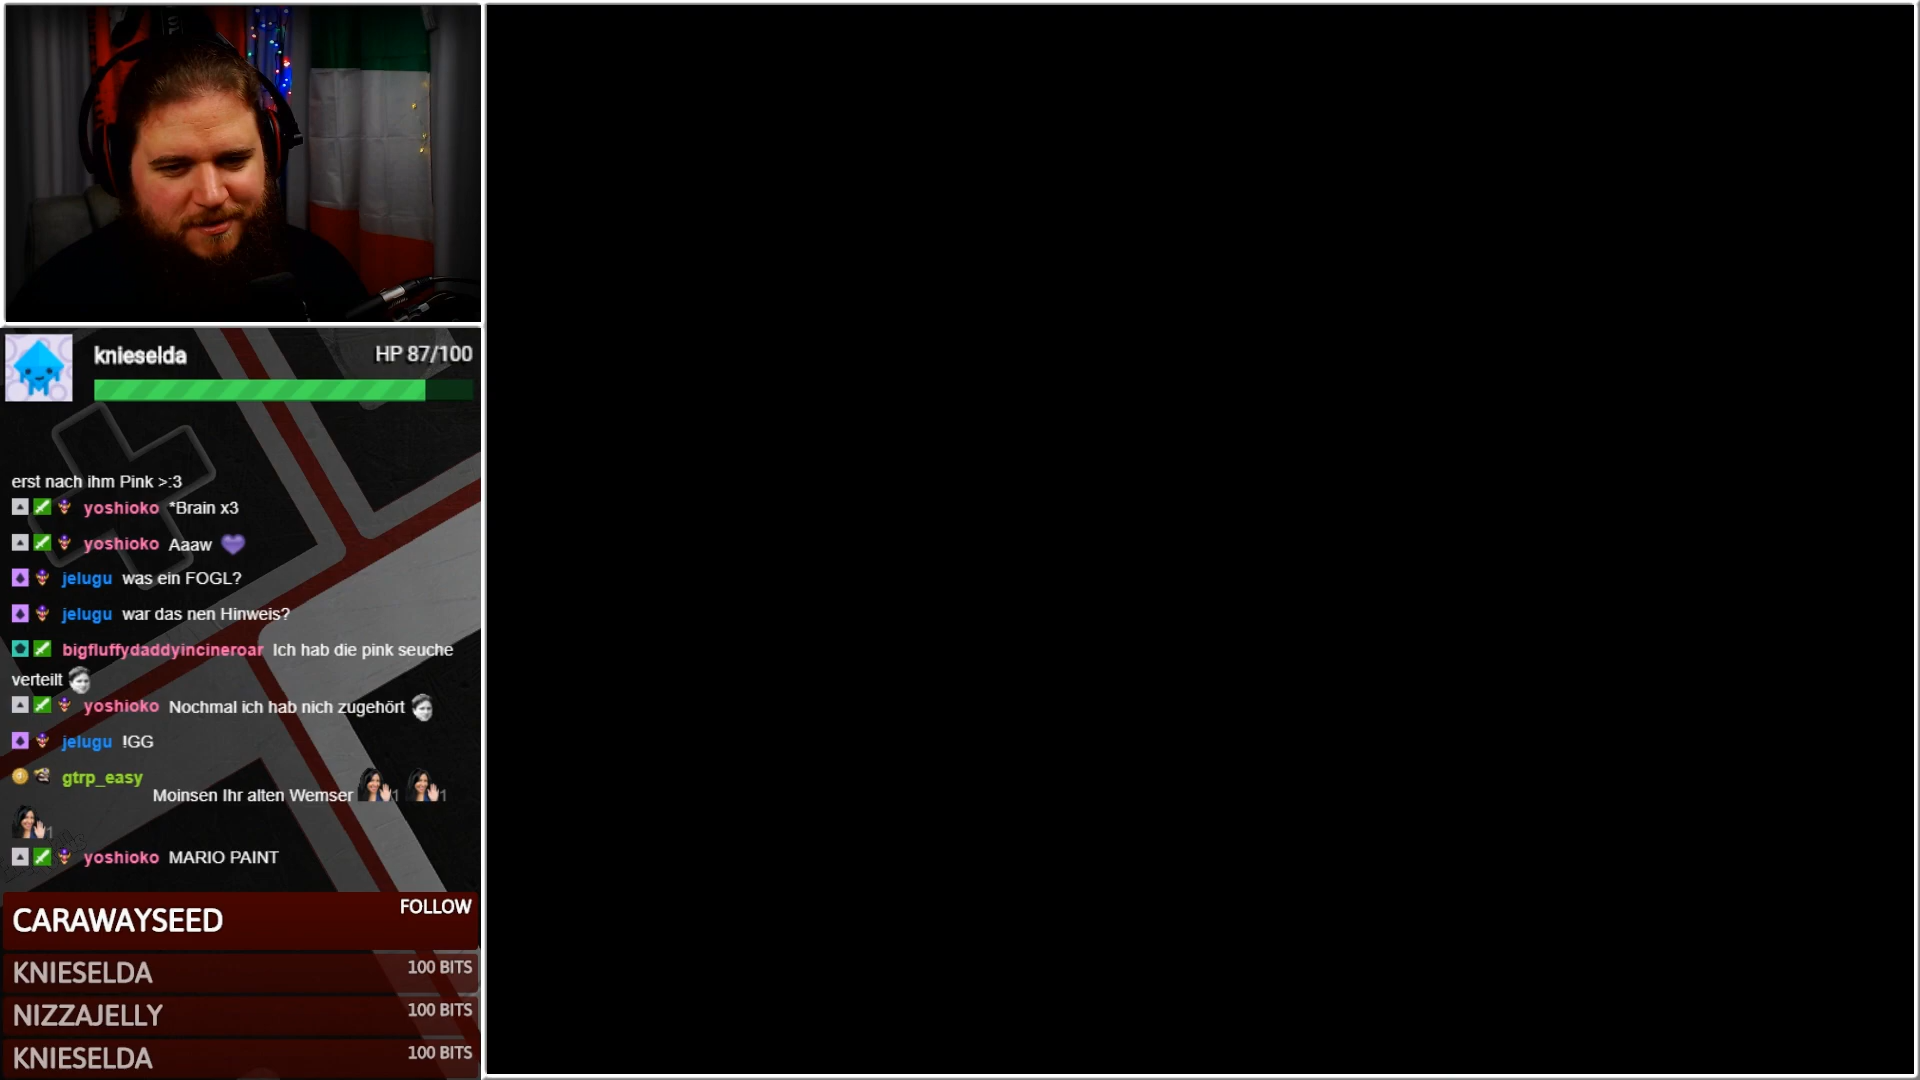 knieselda
HP 87/100
erst nach ihm Pink >:3
yoshioko *Brain x3
yoshioko Aaaw
jelugu was ein FOGL?
jelugu war das nen Hinweis?
bigfluffydaddyincineroar Ich hab die pink seuche
verteilt
yoshioko Nochmal ich hab nich zugehört
jelugu !GG
gtrp_easy
Moinsen Ihr alten Wemser 1 1
1
yoshioko MARIO PAINT
CARAWAYSEED FOLLOW
KNIESELDA 100 BITS
NIZZAJELLY 100 BITS
KNIESELDA 100 BITS